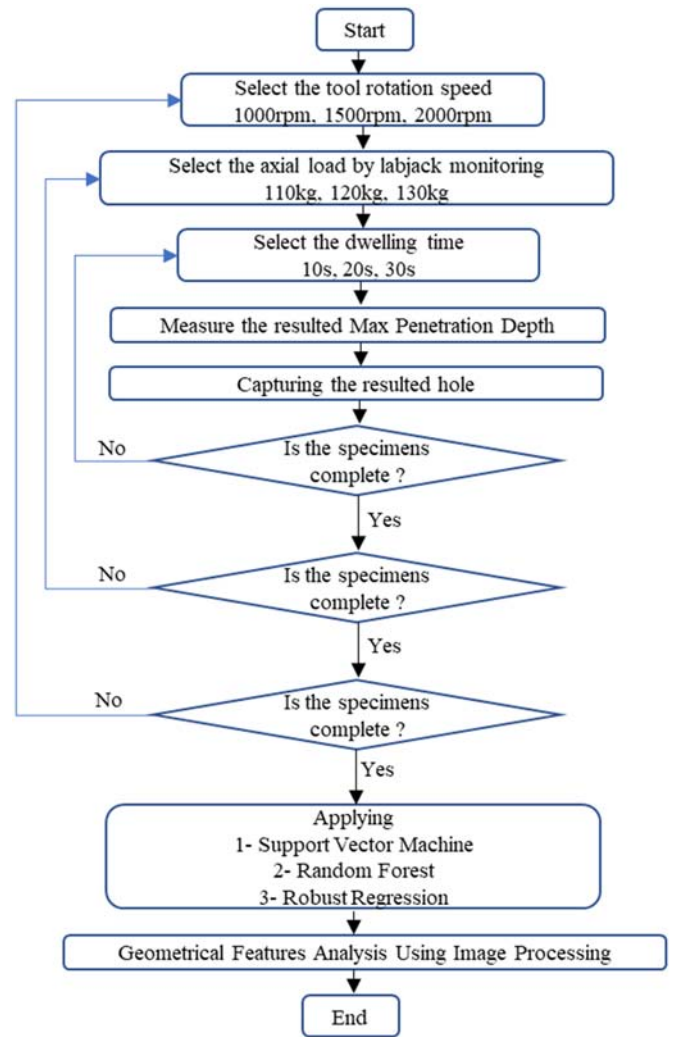 Start
Select the tool rotation speed
1000rpm, 1500rpm, 2000rpm
Select the axial load by labjack monitoring
110kg, 120kg, 130kg
Select the dwelling time
10s, 20s, 30s
Measure the resulted Max Penetration Depth
Capturing the resulted hole
No
Is the specimens
complete ?
Yes
No
Is the specimens
complete ?
Yes
No
Is the specimens
complete ?
Yes
Applying
1- Support Vector Machine
2- Random Forest
3- Robust Regression
Geometrical Features Analysis Using Image Processing
End